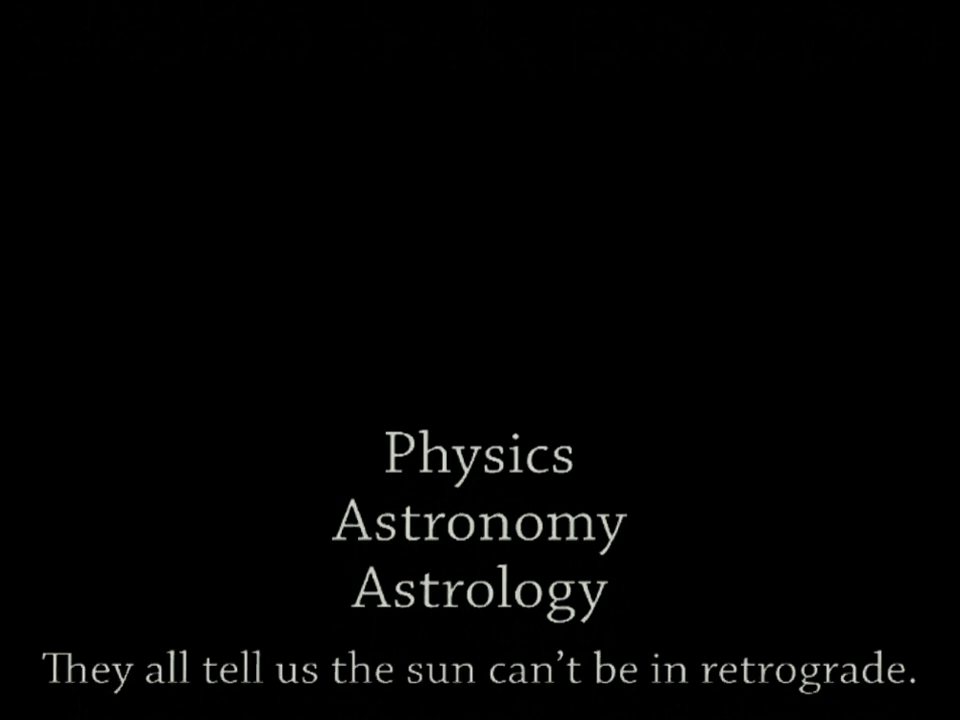 Physics
Astronomy
Astrology
They all tell us the sun can’t be in retrograde.